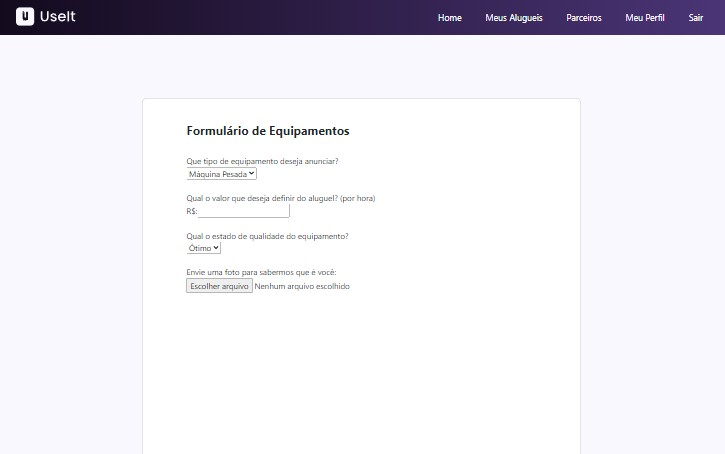 u UseIt
Home Meus Alugueis Parceiros Meu Perfil Sair
Formulário de Equipamentos
Que tipo de equipamento deseja anunciar?
Máquina Pesada
Qual o valor que deseja definir do aluguel? (por hora)
R$:
Qual o estado de qualidade do equipamento?
Ótimo
Envie uma foto para sabermos que é você:
Escolher arquivo Nenhum arquivo escolhido